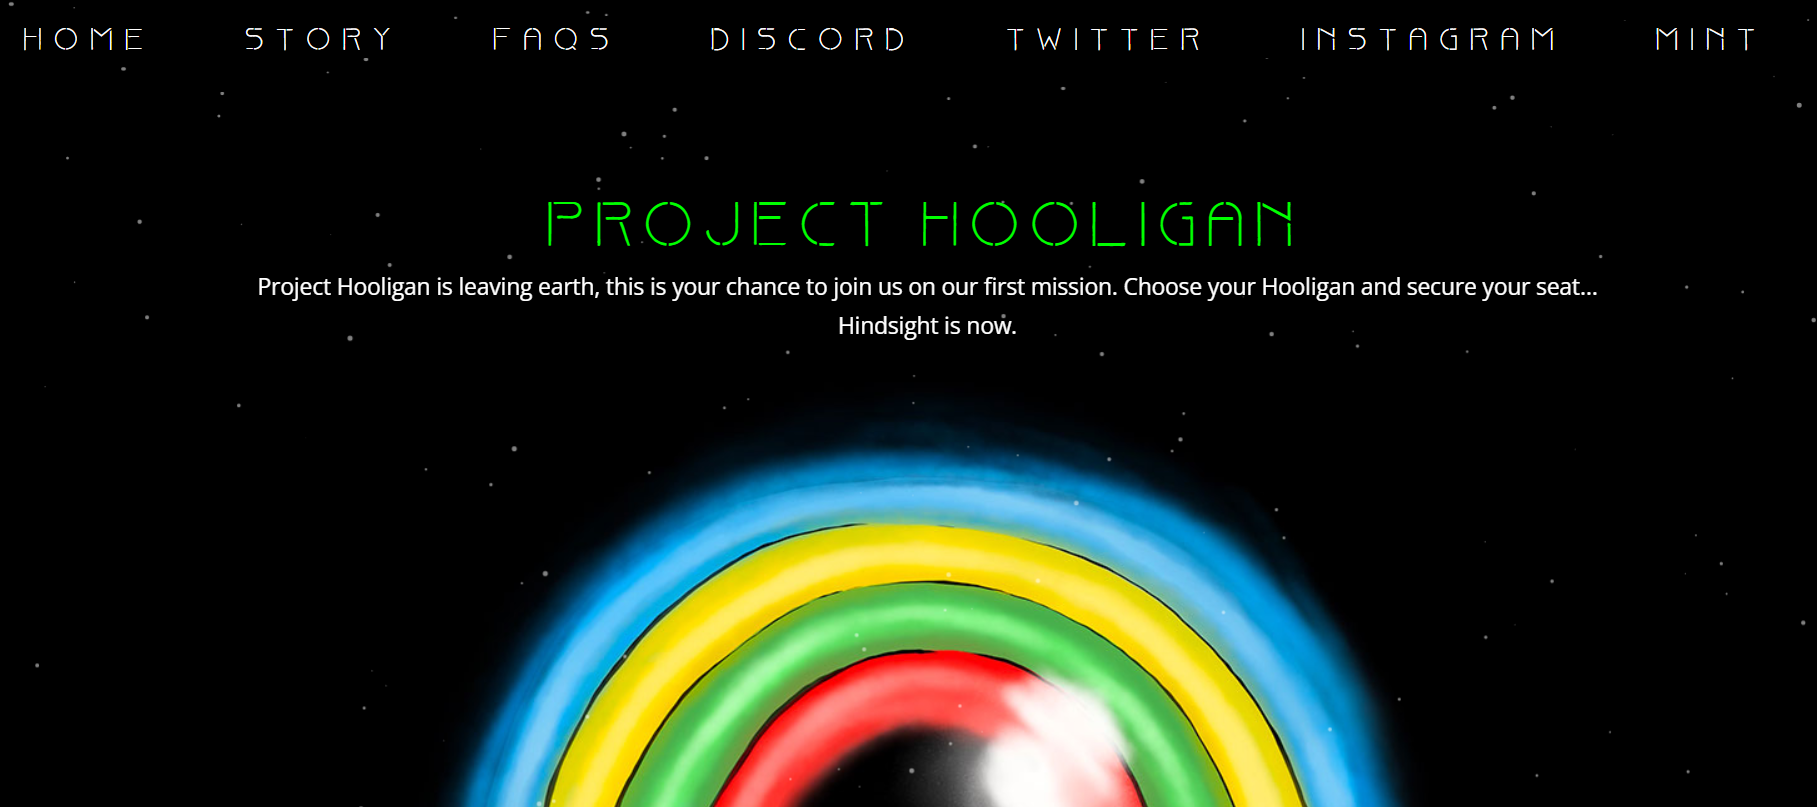 HOME STORY FAQS DISCORD TWITTER INSTAGRAM MINT
PROJECT HOOLIGAN
Project Hooligan is leaving earth, this is your chance to join us on our first mission. Choose your Hooligan and secure your seat...
Hindsight is now.